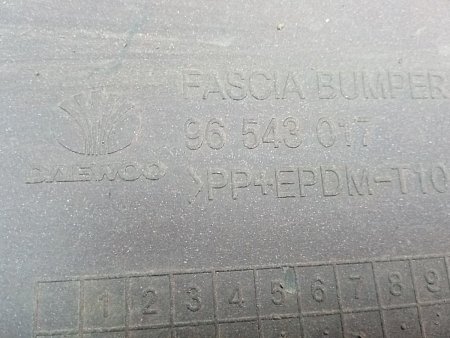 FASCIA BUMPER
96 543 017
DAEWOO
>PP+EPDM-T10
1 2 3 4 5 6 7 8 9